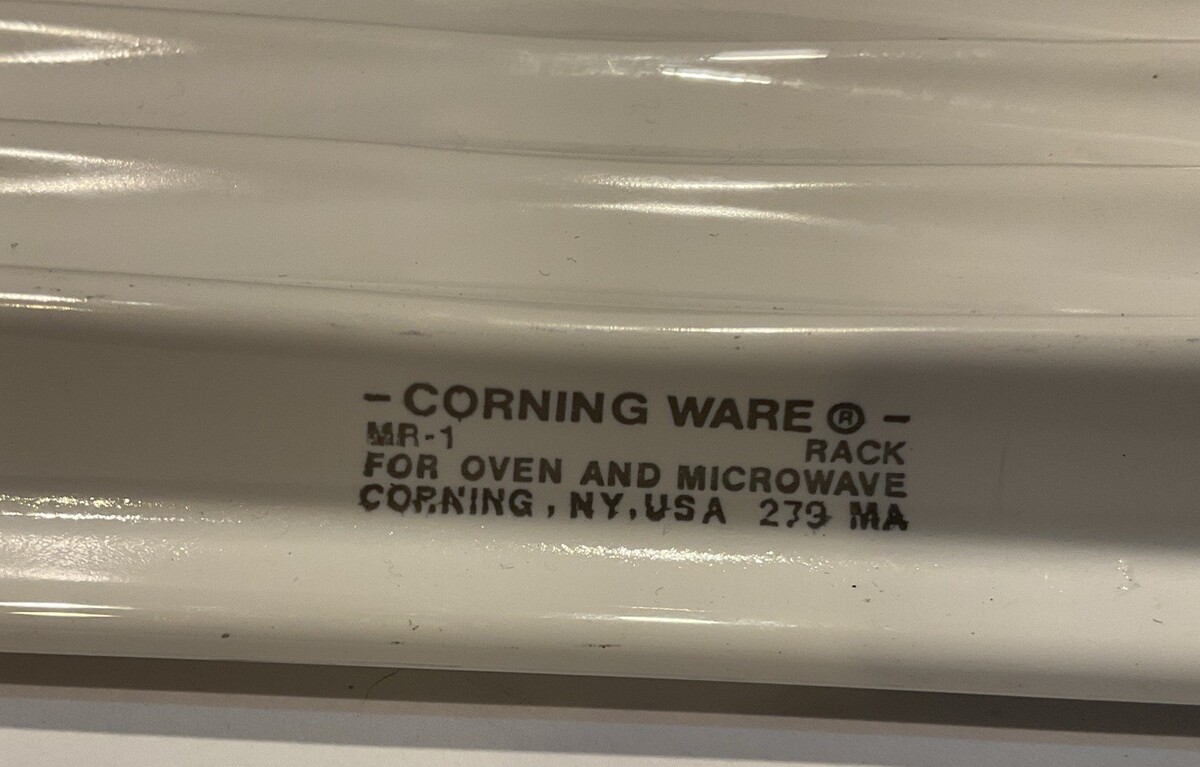 - CORNING WARE ® -
MR-1 RACK
FOR OVEN AND MICROWAVE
CORNING, NY, USA 279 MA